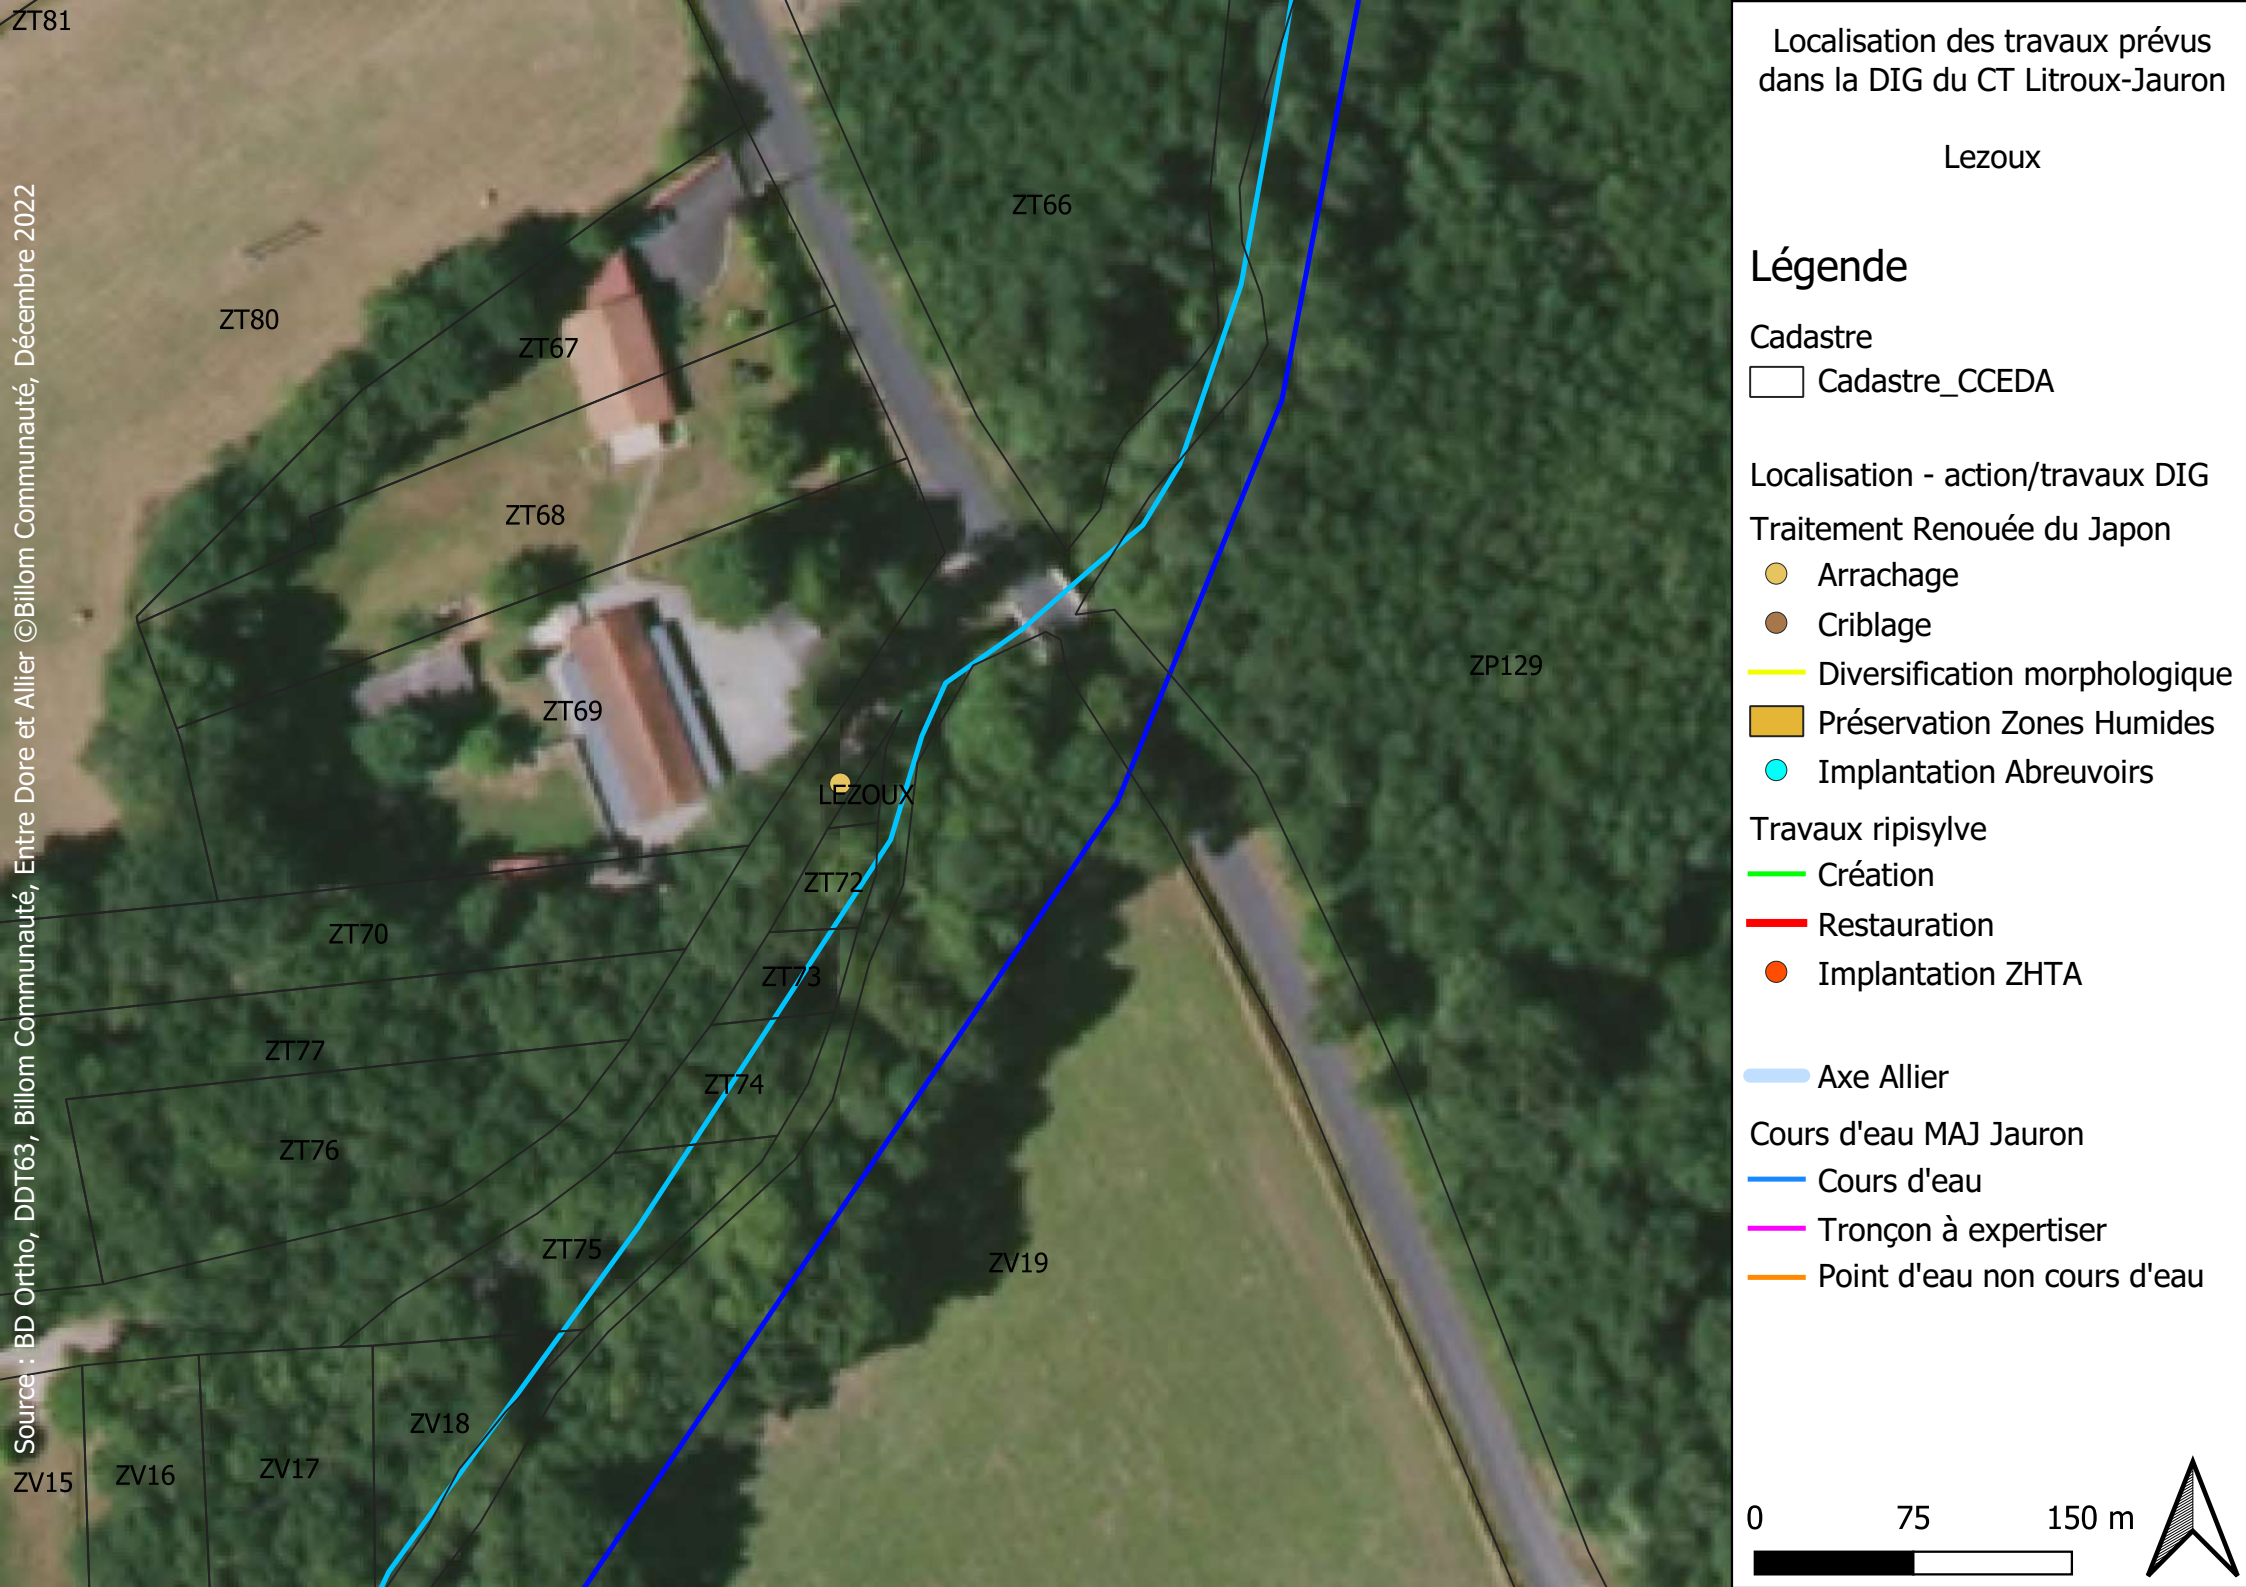 ZT81
ZT66
ZT80
ZT67
ZT68
ZP129
ZT69
LEZOUX
ZT72
ZT70
ZT73
ZT77
ZT74
ZT76
ZT75
ZV19
ZV18
ZV17
ZV16
ZV15
Source : BD Ortho, DDT63, Billom Communauté, Entre Dore et Allier ©Billom Communauté, Décembre 2022
Localisation des travaux prévus
dans la DIG du CT Litroux-Jauron
Lezoux
Légende
Cadastre
Cadastre_CCEDA
Localisation - action/travaux DIG
Traitement Renouée du Japon
Arrachage
Criblage
Diversification morphologique
Préservation Zones Humides
Implantation Abreuvoirs
Travaux ripisylve
Création
Restauration
Implantation ZHTA
Axe Allier
Cours d'eau MAJ Jauron
Cours d'eau
Tronçon à expertiser
Point d'eau non cours d'eau
0 75 150 m